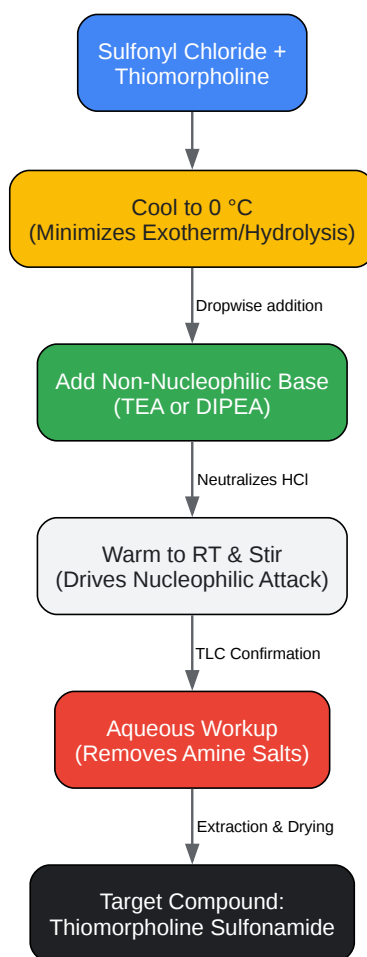 Sulfonyl Chloride +
Thiomorpholine
Cool to 0 °C
(Minimizes Exotherm/Hydrolysis)
Dropwise addition
Add Non-Nucleophilic Base
(TEA or DIPEA)
Neutralizes HCl
Warm to RT & Stir
(Drives Nucleophilic Attack)
TLC Confirmation
Aqueous Workup
(Removes Amine Salts)
Extraction & Drying
Target Compound:
Thiomorpholine Sulfonamide